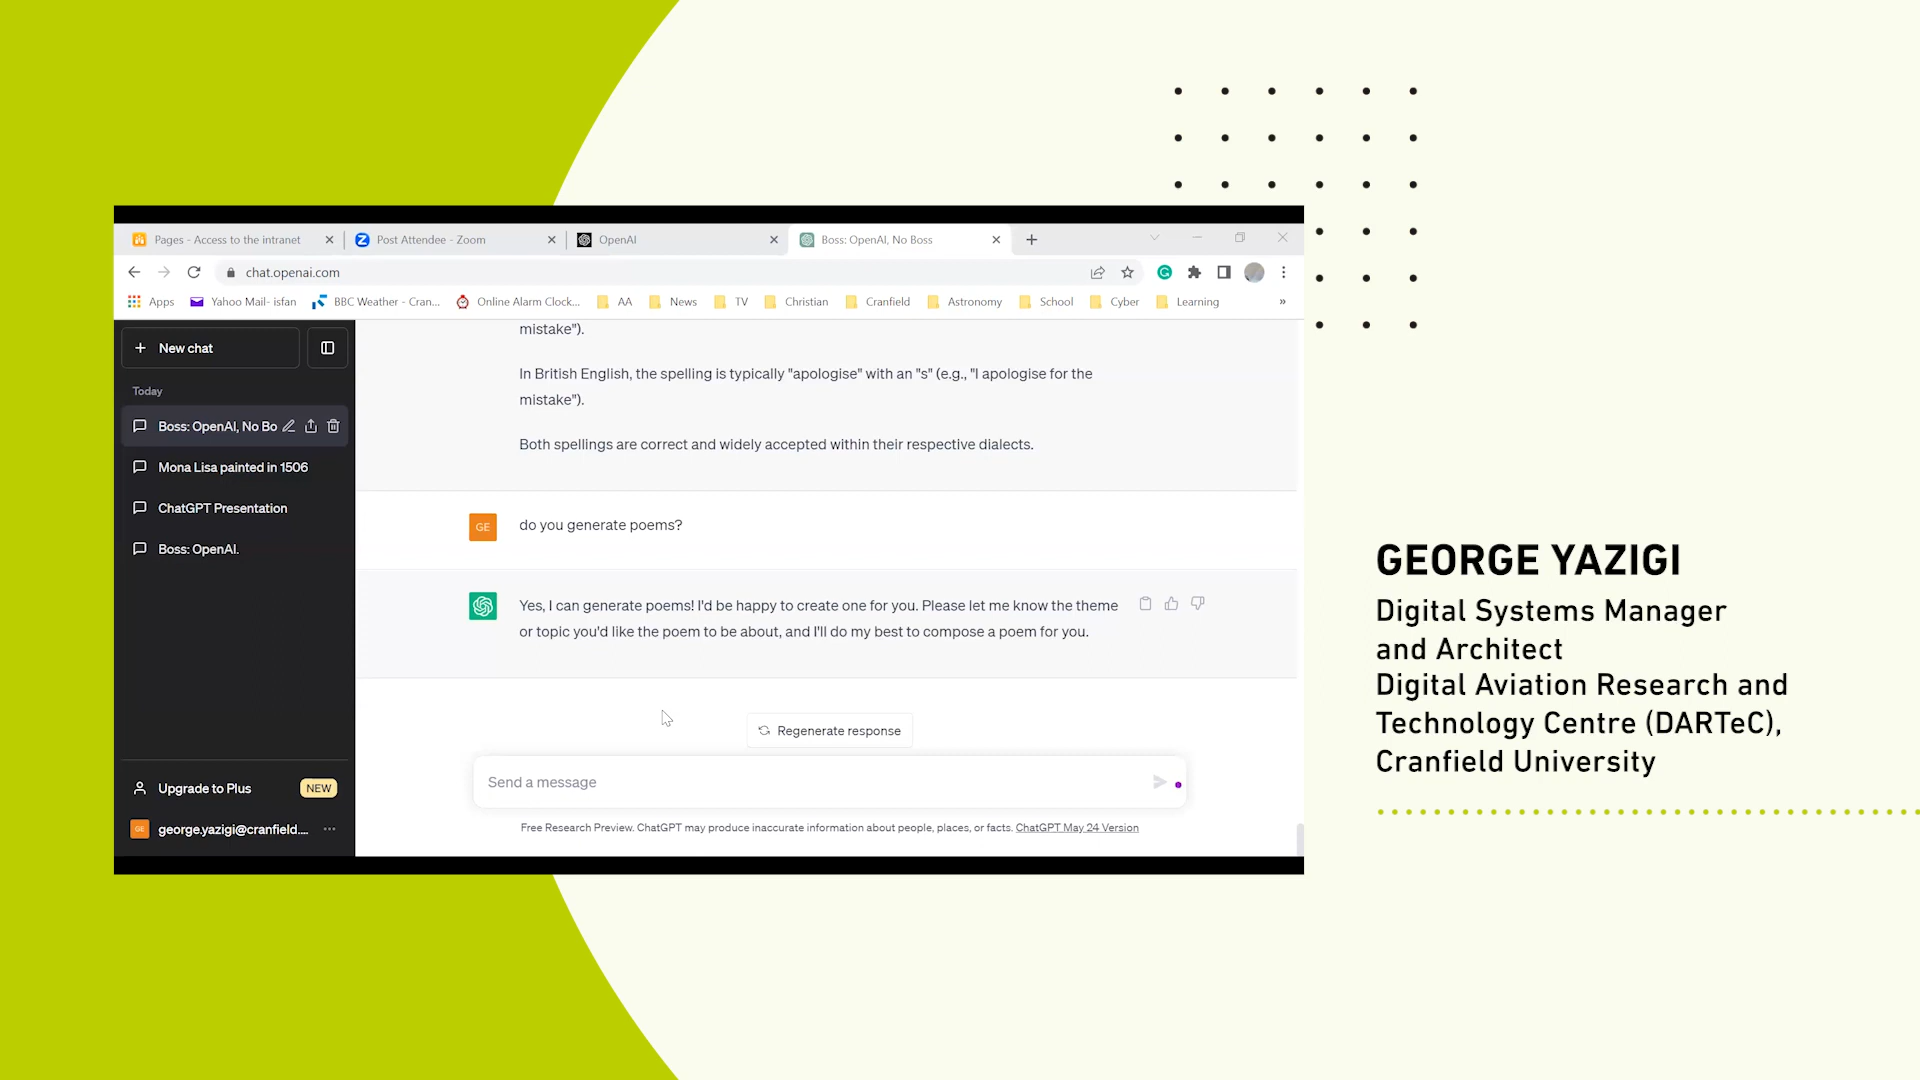 Pages - Access to the intranet
Post Attendee - Zoom
OpenAI
Boss: OpenAI, No Boss
chat.openai.com
Apps
Yahoo Mail- isfan
BBC Weather - Cran...
Online Alarm Clock...
AA
News
TV
Christian
Cranfield
Astronomy
School
Cyber
Learning
»
New chat
Today
Boss: OpenAI, No Bo
Mona Lisa painted in 1506
ChatGPT Presentation
Boss: OpenAI.
Upgrade to Plus
NEW
GE
george.yazigi@cranfield....
mistake").
In British English, the spelling is typically "apologise" with an "s" (e.g., "I apologise for the
mistake").
Both spellings are correct and widely accepted within their respective dialects.
GE
do you generate poems?
Yes, I can generate poems! I'd be happy to create one for you. Please let me know the theme
or topic you'd like the poem to be about, and I'll do my best to compose a poem for you.
Regenerate response
Send a message
Free Research Preview. ChatGPT may produce inaccurate information about people, places, or facts. ChatGPT May 24 Version
GEORGE YAZIGI
Digital Systems Manager
and Architect
Digital Aviation Research and
Technology Centre (DARTeC),
Cranfield University